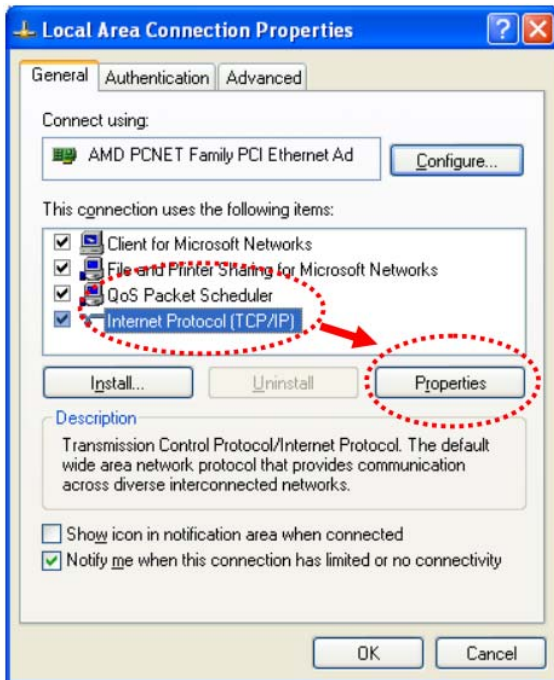 Local Area Connection Properties
General Authentication Advanced
Connect using:
AMD PCNET Family PCI Ethernet Ad Configure...
This connection uses the following items:
Client for Microsoft Networks
File and Printer Sharing for Microsoft Networks
QoS Packet Scheduler
Internet Protocol (TCP/IP)
Install... Uninstall Properties
Description
Transmission Control Protocol/Internet Protocol. The default
wide area network protocol that provides communication
across diverse interconnected networks.
Show icon in notification area when connected
Notify me when this connection has limited or no connectivity
OK Cancel